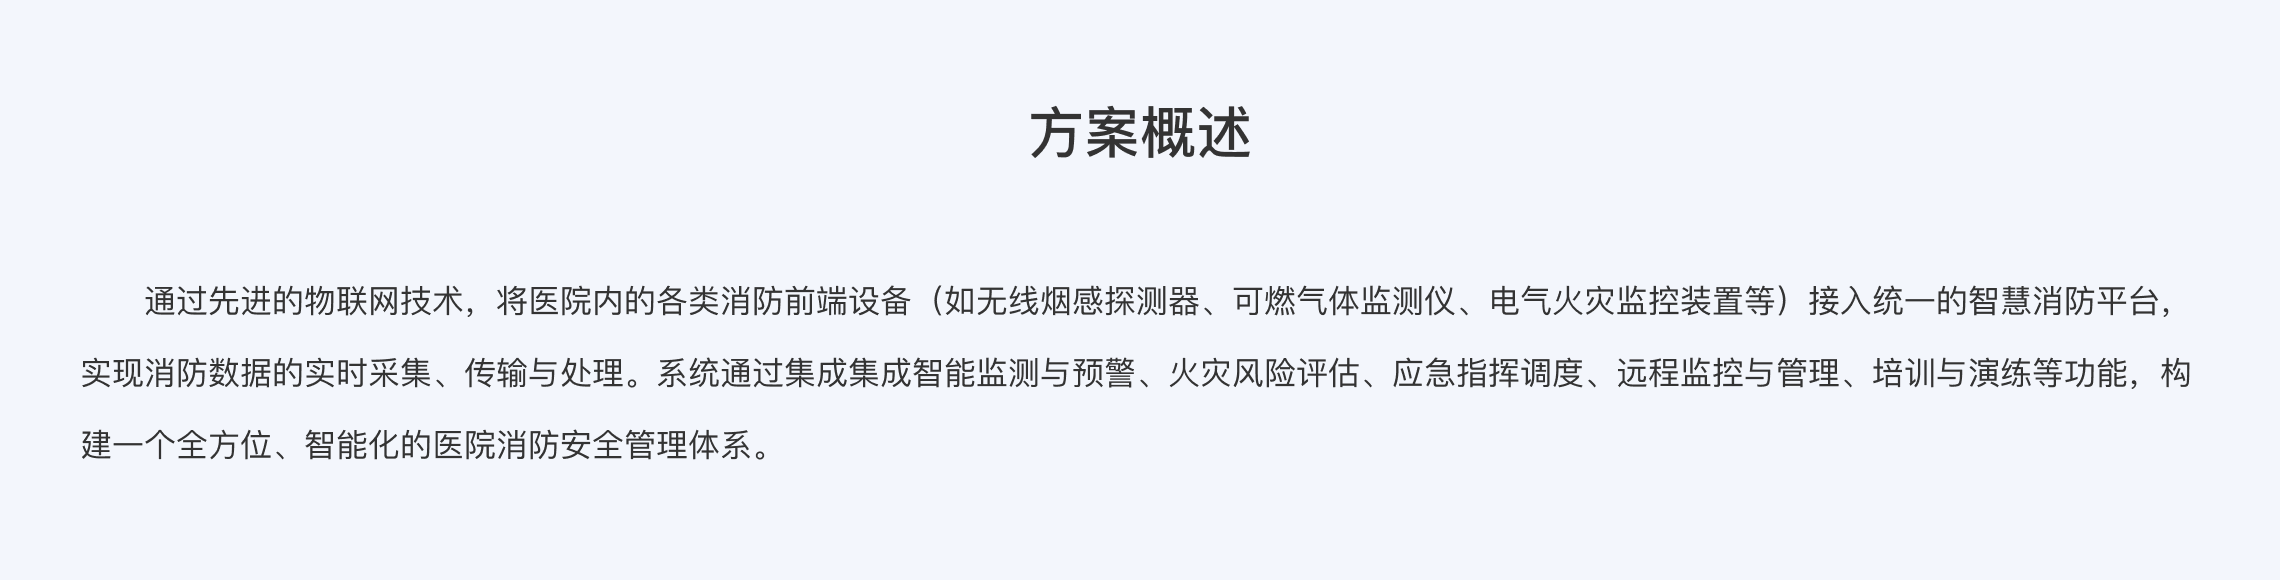 方案概述
通过先进的物联网技术，将医院内的各类消防前端设备（如无线烟感探测器、可燃气体监测仪、电气火灾监控装置等）接入统一的智慧消防平台，
实现消防数据的实时采集、传输与处理。系统通过集成集成智能监测与预警、火灾风险评估、应急指挥调度、远程监控与管理、培训与演练等功能，构
建一个全方位、智能化的医院消防安全管理体系。